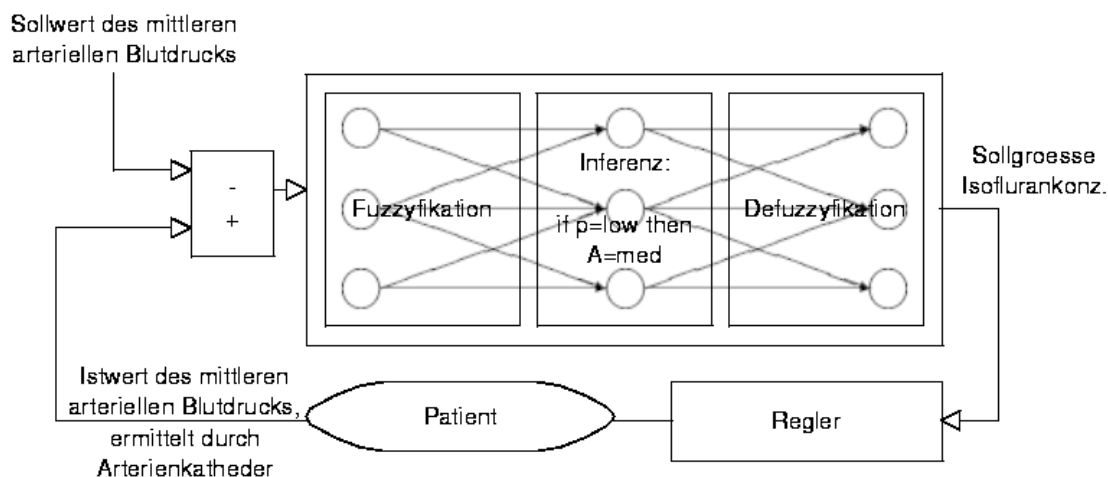 Sollwert des mittleren
arteriellen Blutdrucks
-
+
Fuzzyfikation
Inferenz:
if p=low then
A=med
Defuzzyfikation
Sollgroesse
Isoflurankonz.
Istwert des mittleren
arteriellen Blutdrucks,
ermittelt durch
Arterienkatheder
Patient
Regler